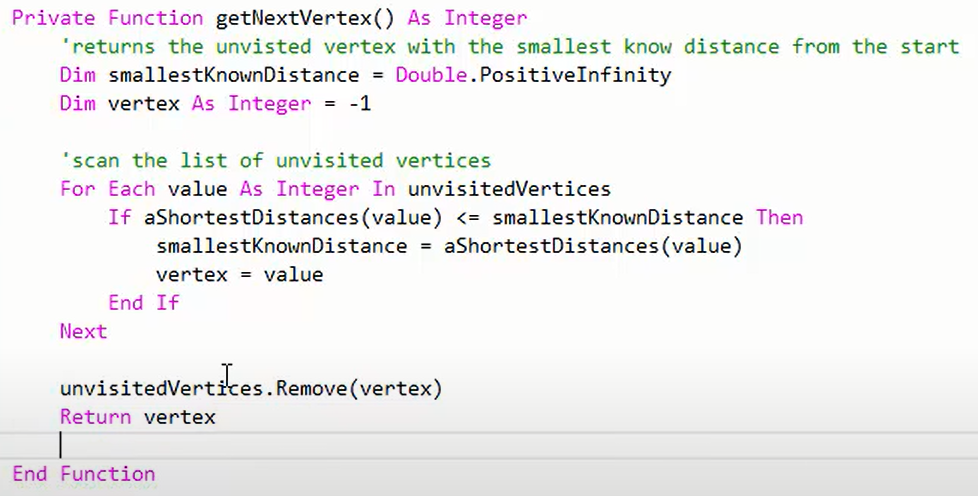 Private Function getNextVertex() As Integer
'returns the unvisted vertex with the smallest know distance from the start
Dim smallestKnownDistance = Double.PositiveInfinity
Dim vertex As Integer = -1
'scan the list of unvisited vertices
For Each value As Integer In unvisitedVertices
If aShortestDistances(value) <= smallestKnownDistance Then
smallestKnownDistance = aShortestDistances(value)
vertex = value
End If
Next
unvisitedVertices.Remove(vertex)
Return vertex
End Function